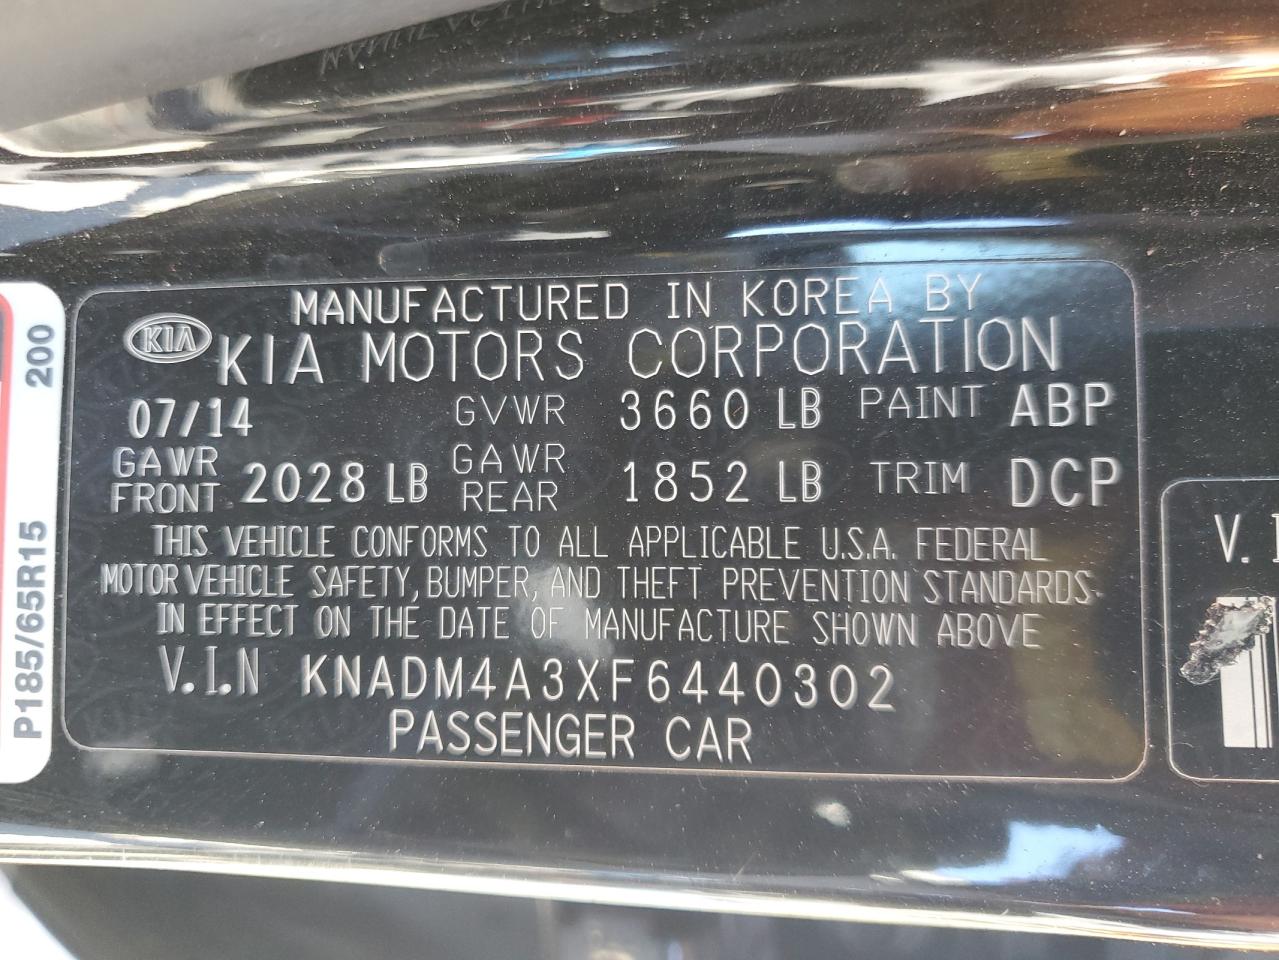 MANUFACTURED IN KOREA BY
KIA KIA MOTORS CORPORATION
07/14 GVWR 3660 LB PAINT ABP
GAWR FRONT 2028 LB GAWR REAR 1852 LB TRIM DCP
THIS VEHICLE CONFORMS TO ALL APPLICABLE U.S.A. FEDERAL
MOTOR VEHICLE SAFETY, BUMPER, AND THEFT PREVENTION STANDARDS
IN EFFECT ON THE DATE OF MANUFACTURE SHOWN ABOVE
V.I.N KNADM4A3XF6440302
PASSENGER CAR
P185/65R15 200
V.I